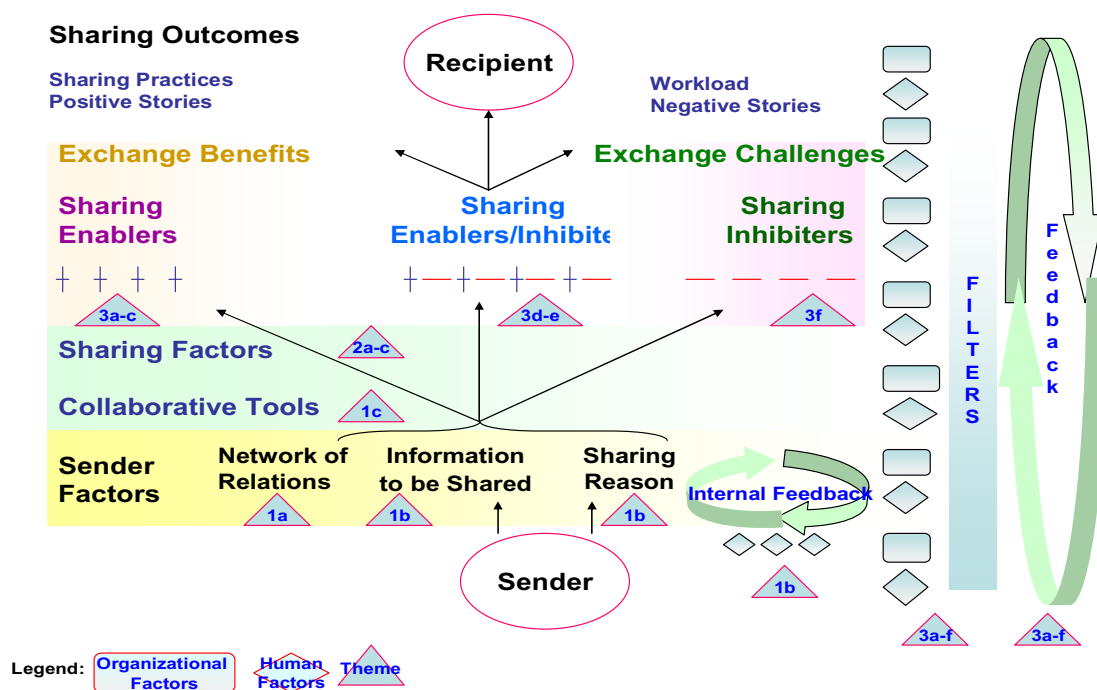 Sharing Outcomes
Recipient
Sharing Practices
Positive Stories
Workload
Negative Stories
Exchange Benefits
Exchange Challenges
Sharing
Enablers
Sharing
Enablers/Inhibite
Sharing
Inhibiters
+ + + +
+ — + — + — + —
— — — —
3a-c
3d-e
3f
Sharing Factors
2a-c
Collaborative Tools
1c
Sender
Factors
Network of
Relations
1a
Information
to be Shared
1b
Sharing
Reason
1b
Internal Feedback
1b
Sender
FILTERS
3a-f
Feedback
3a-f
Legend:
Organizational
Factors
Human
Factors
Theme